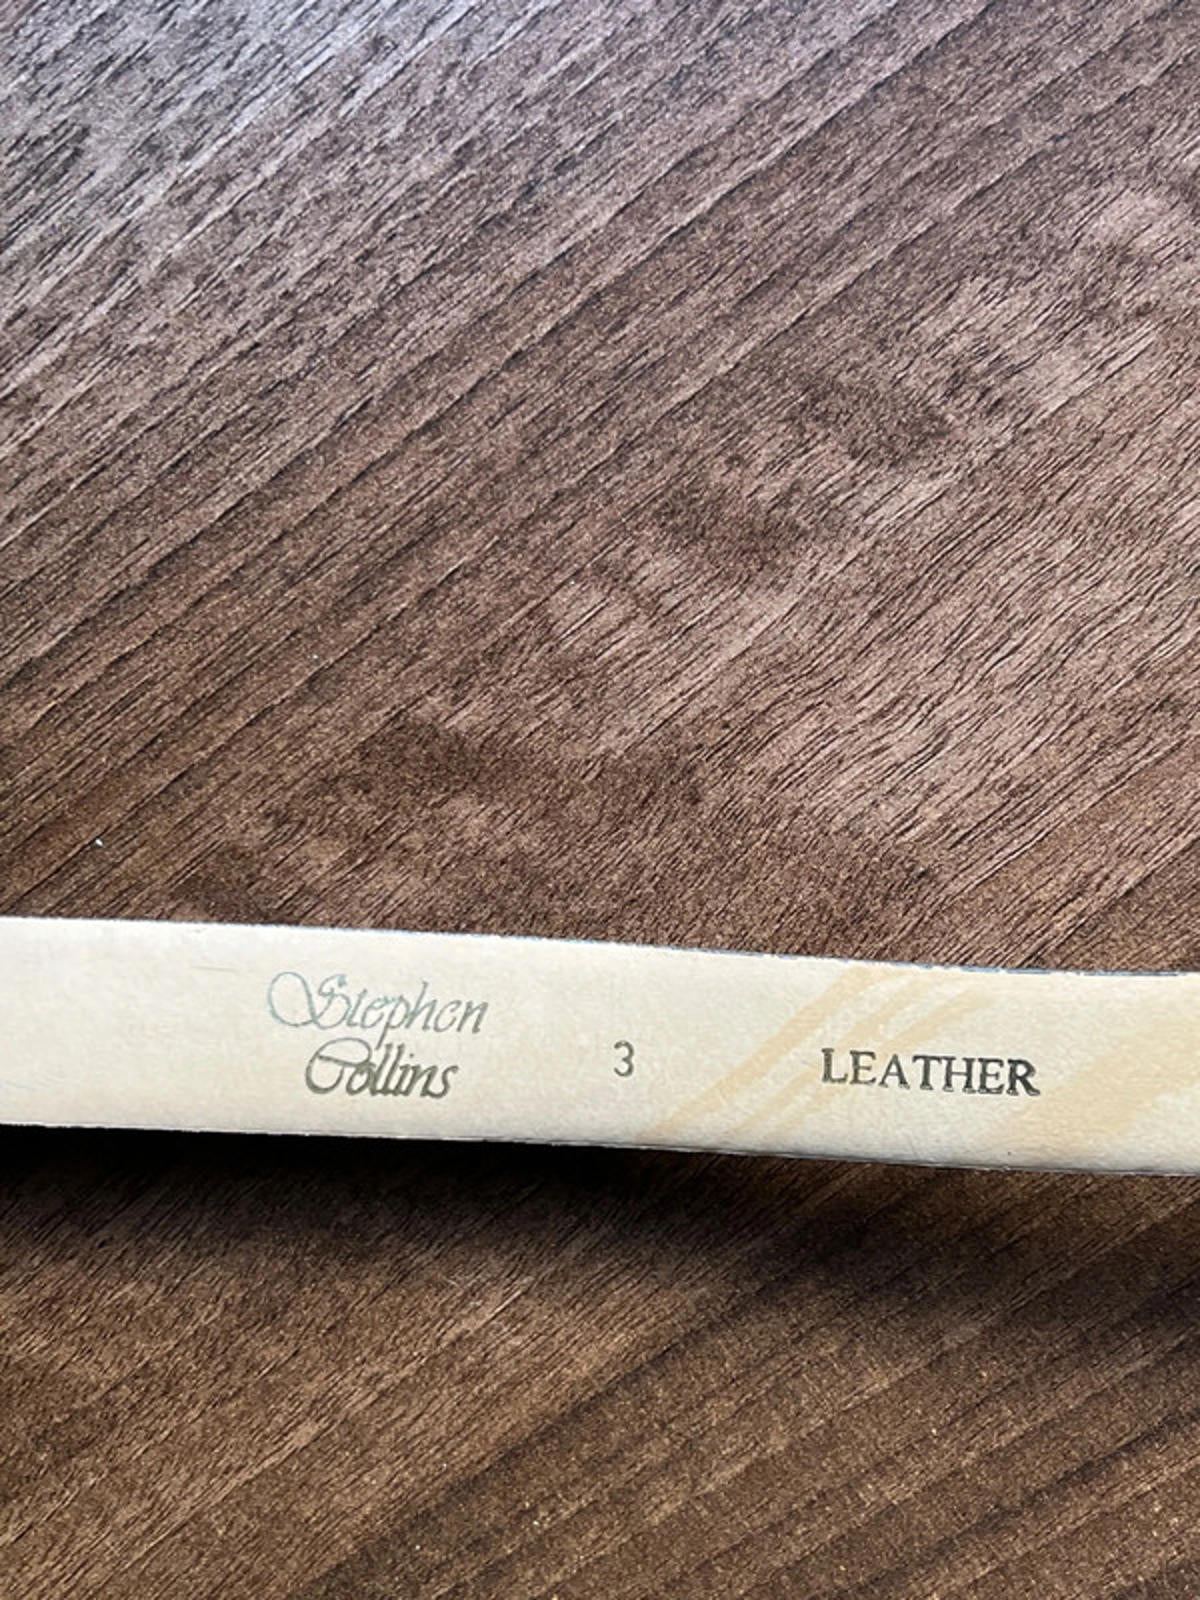 Stephen
Collins
3
LEATHER